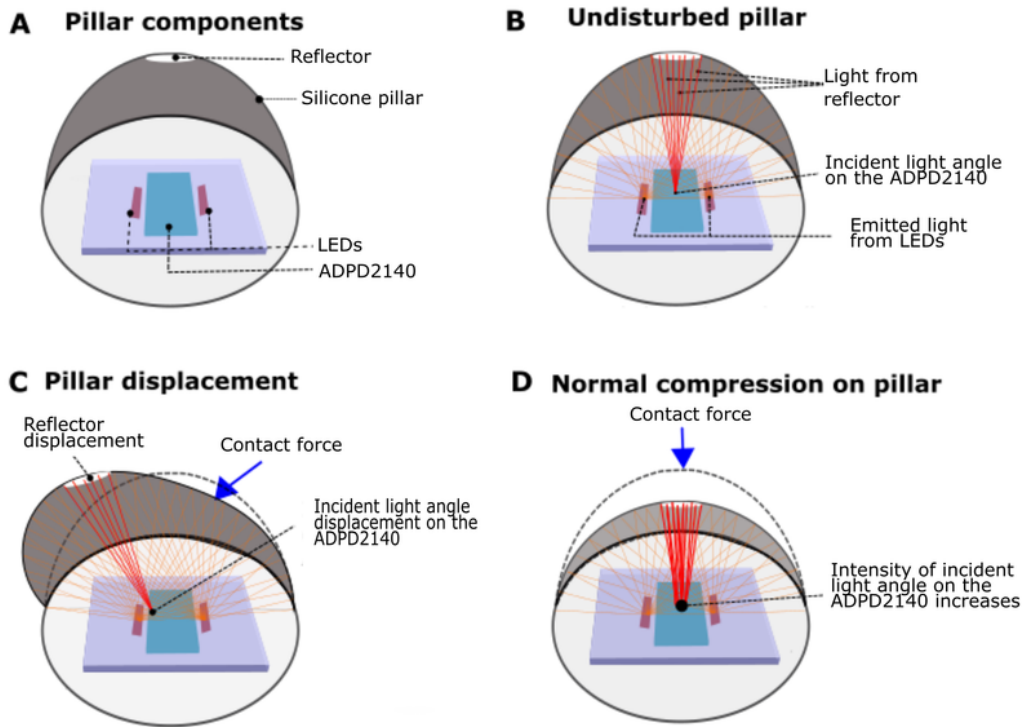 A Pillar components
Reflector
Silicone pillar
LEDs
ADPD2140
B Undisturbed pillar
Light from
reflector
Incident light angle
on the ADPD2140
Emitted light
from LEDs
C Pillar displacement
Reflector
displacement
Contact force
Incident light angle
displacement on the
ADPD2140
D Normal compression on pillar
Contact force
Intensity of incident
light angle on the
ADPD2140 increases